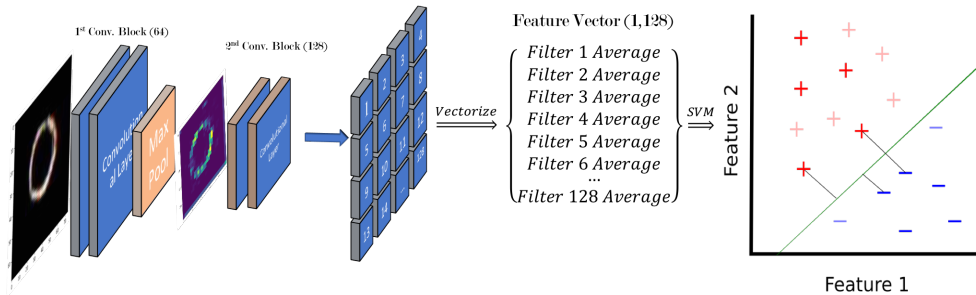 1st Conv. Block (64)
Convolution
al Layer
Max
Pool
2nd Conv. Block (128)
Convolutional
Layer
1
2
3
4
5
6
7
8
9
10
11
12
13
14
...
128
Vectorize
Feature Vector (1,128)
Filter 1 Average
Filter 2 Average
Filter 3 Average
Filter 4 Average
Filter 5 Average
Filter 6 Average
...
Filter 128 Average
SVM
Feature 2
Feature 1